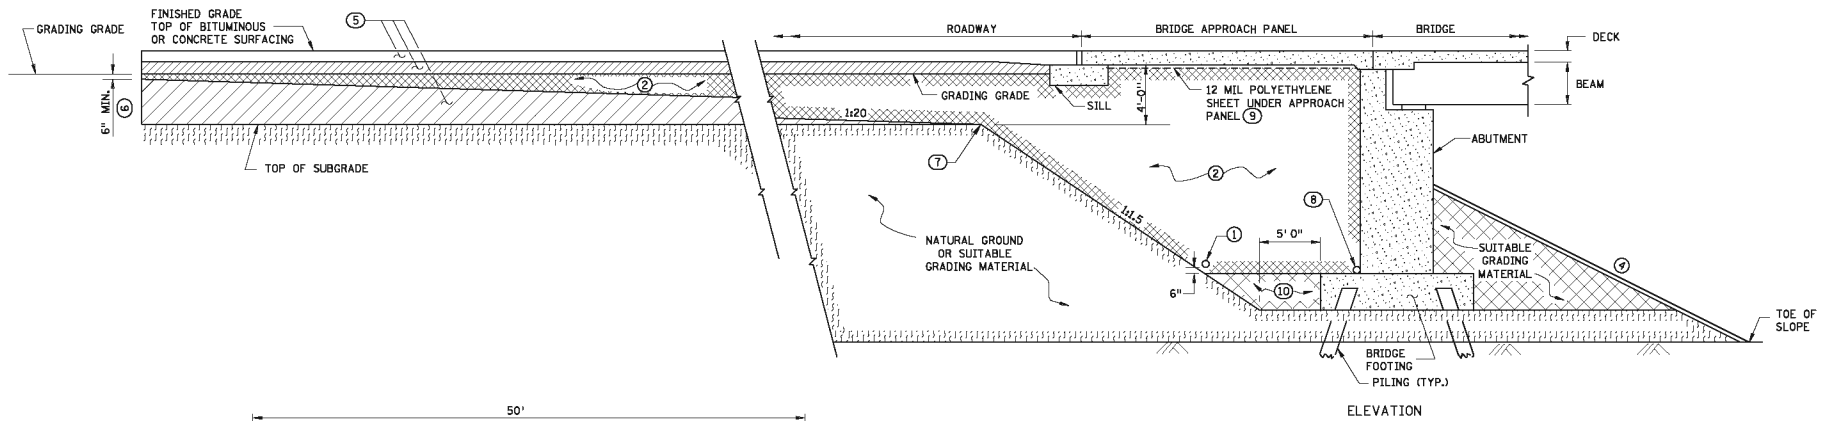 GRADING GRADE
FINISHED GRADE
TOP OF BITUMINOUS
OR CONCRETE SURFACING
5
ROADWAY
BRIDGE APPROACH PANEL
BRIDGE
DECK
BEAM
2
6" MIN.
6
GRADING GRADE
SILL
4'-0"
12 MIL POLYETHYLENE
SHEET UNDER APPROACH
PANEL 9
1:20
ABUTMENT
TOP OF SUBGRADE
7
2
8
1:1.5
1
5' 0"
NATURAL GROUND
OR SUITABLE
GRADING MATERIAL
SUITABLE
GRADING
MATERIAL
4
6"
10
TOE OF
SLOPE
BRIDGE
FOOTING
PILING (TYP.)
50'
ELEVATION